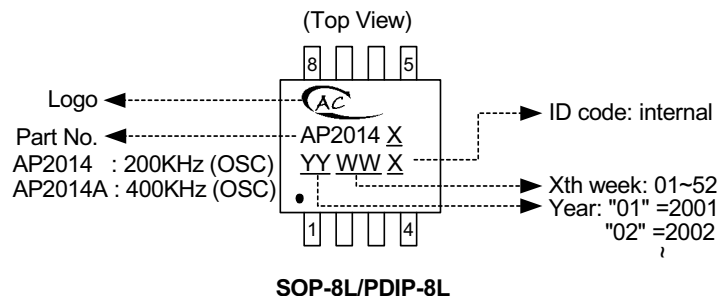 (Top View)
8 5
Logo
AC
AP2014 X
YY WW X
ID code: internal
Part No.
AP2014 : 200KHz (OSC)
AP2014A : 400KHz (OSC)
Xth week: 01~52
Year: "01" =2001
"02" =2002
~
1 4
SOP-8L/PDIP-8L